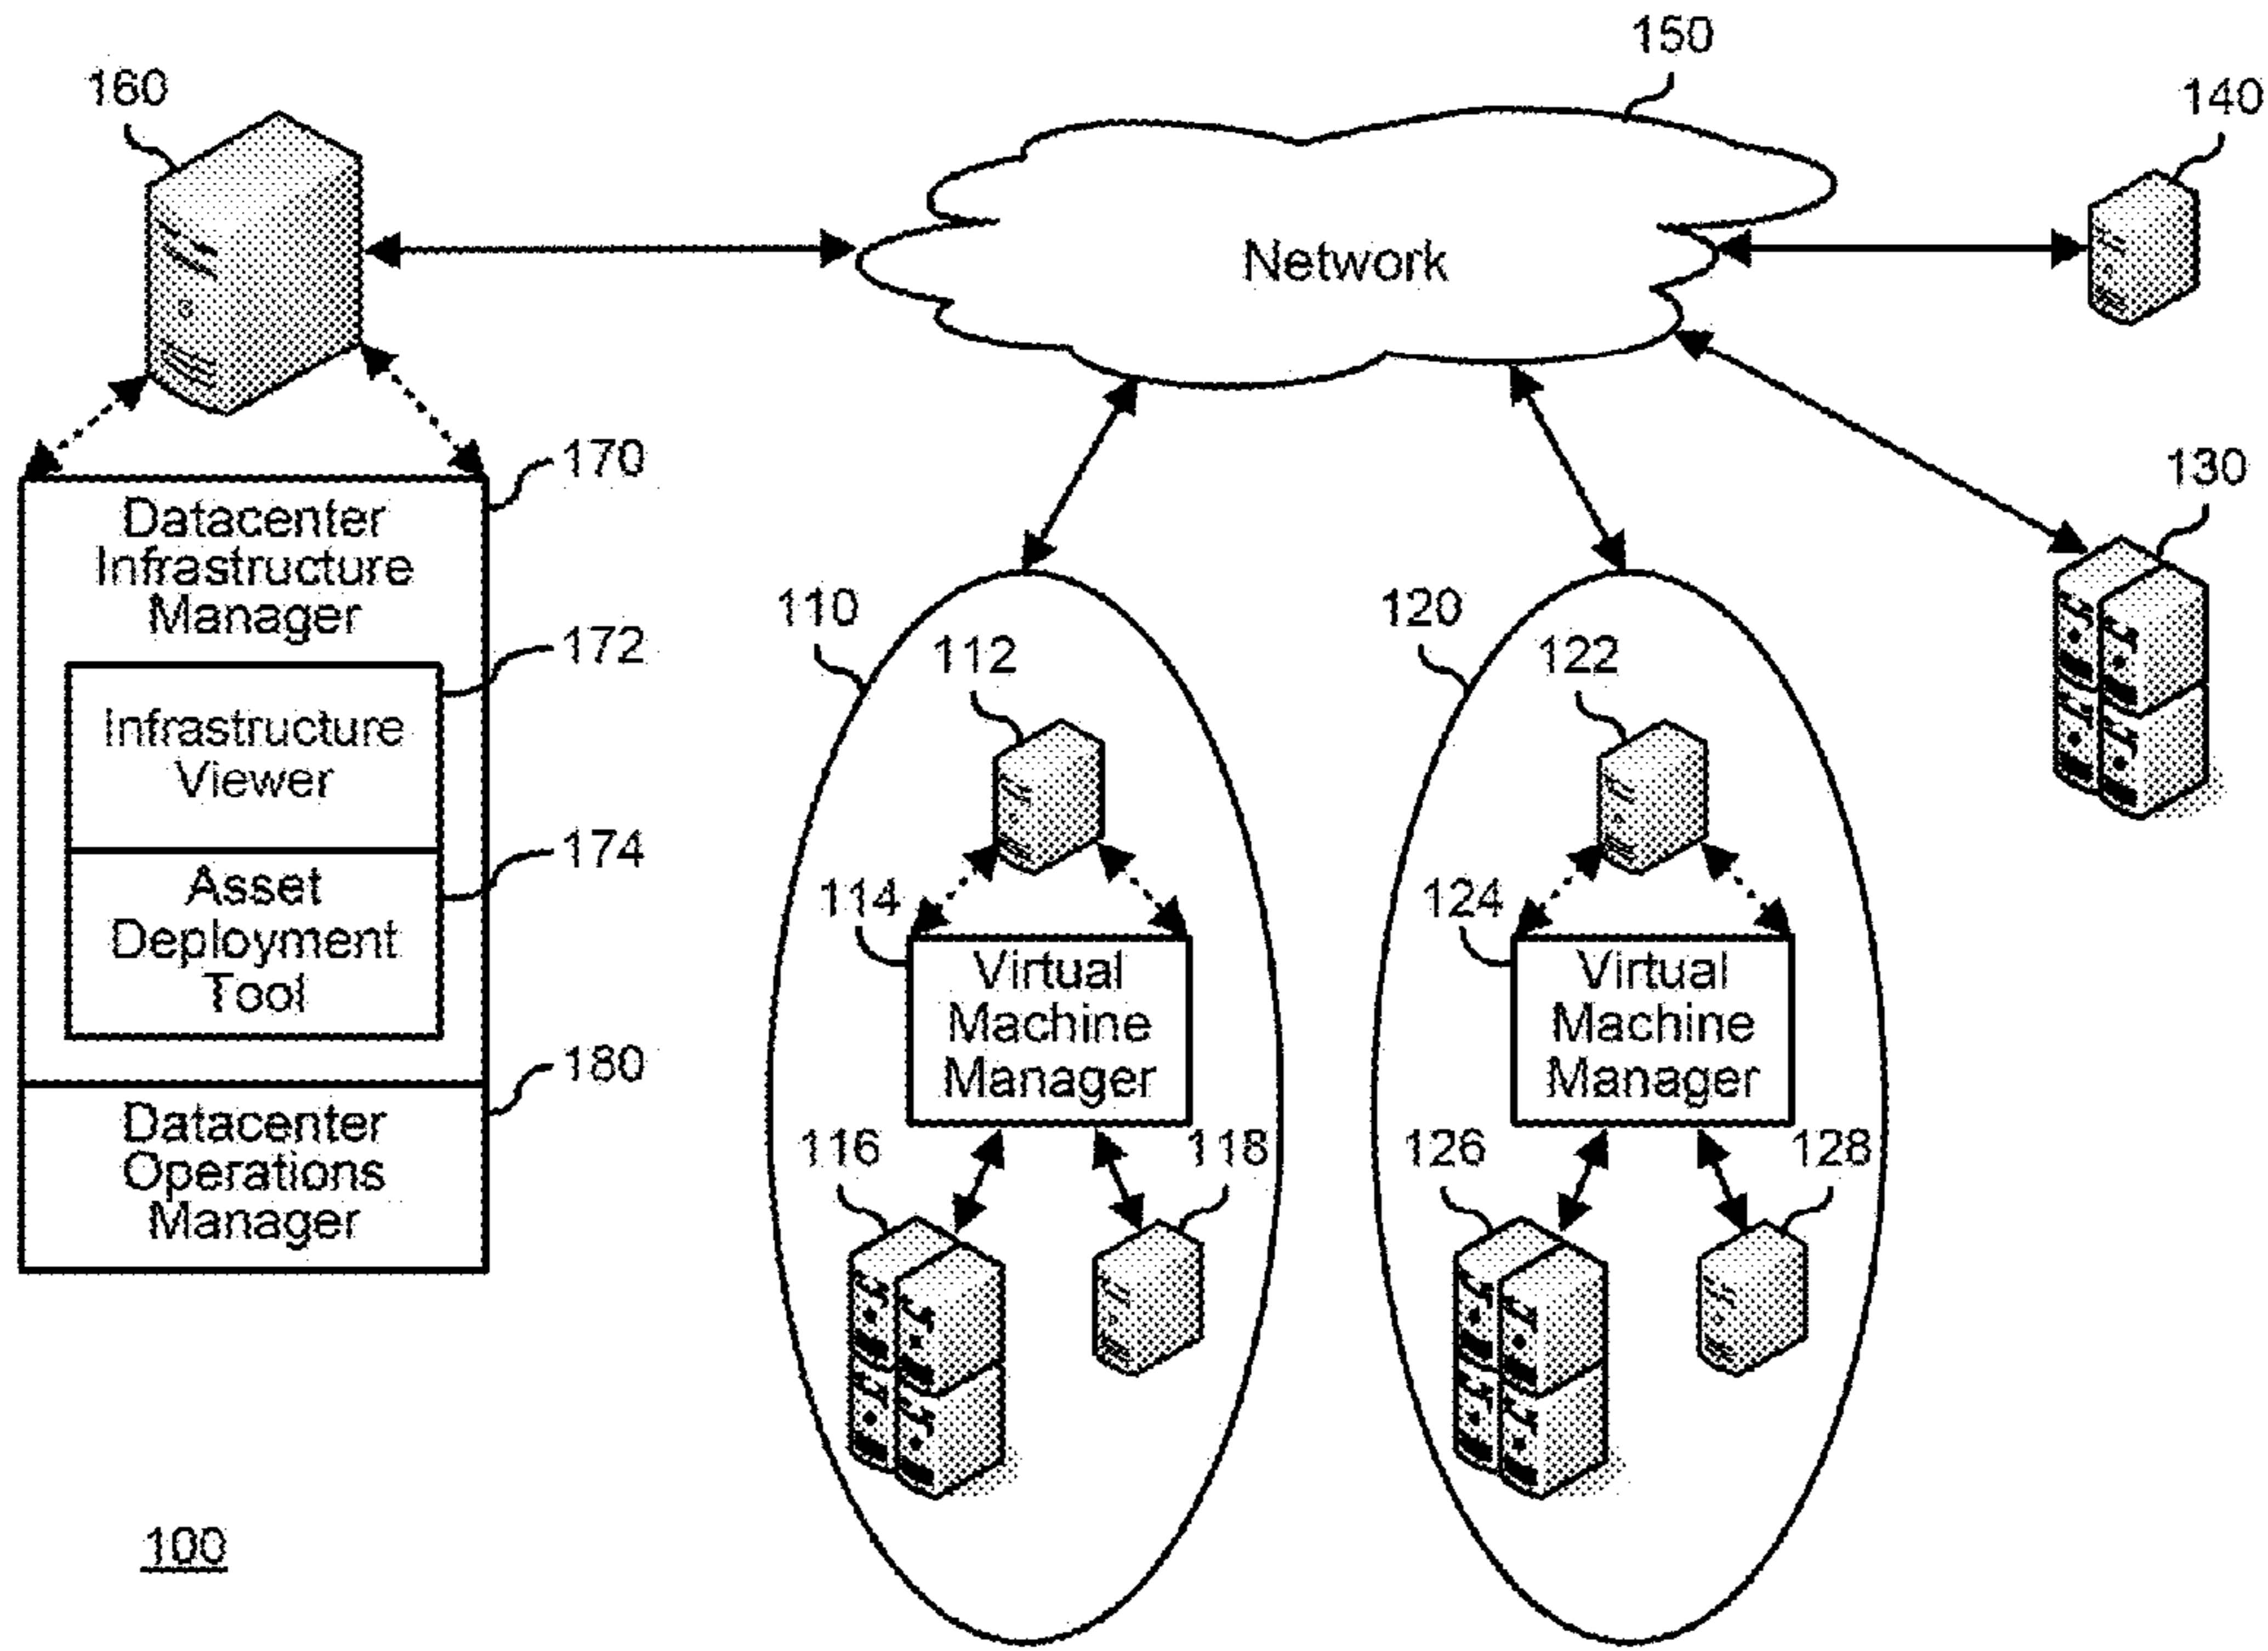 150
160
140
Network
170
130
Datacenter
Infrastructure
Manager
110
120
172
112
122
Infrastructure
Viewer
174
Asset
Deployment
Tool
114
124
Virtual
Machine
Manager
Virtual
Machine
Manager
180
Datacenter
Operations
Manager
116
118
126
128
100